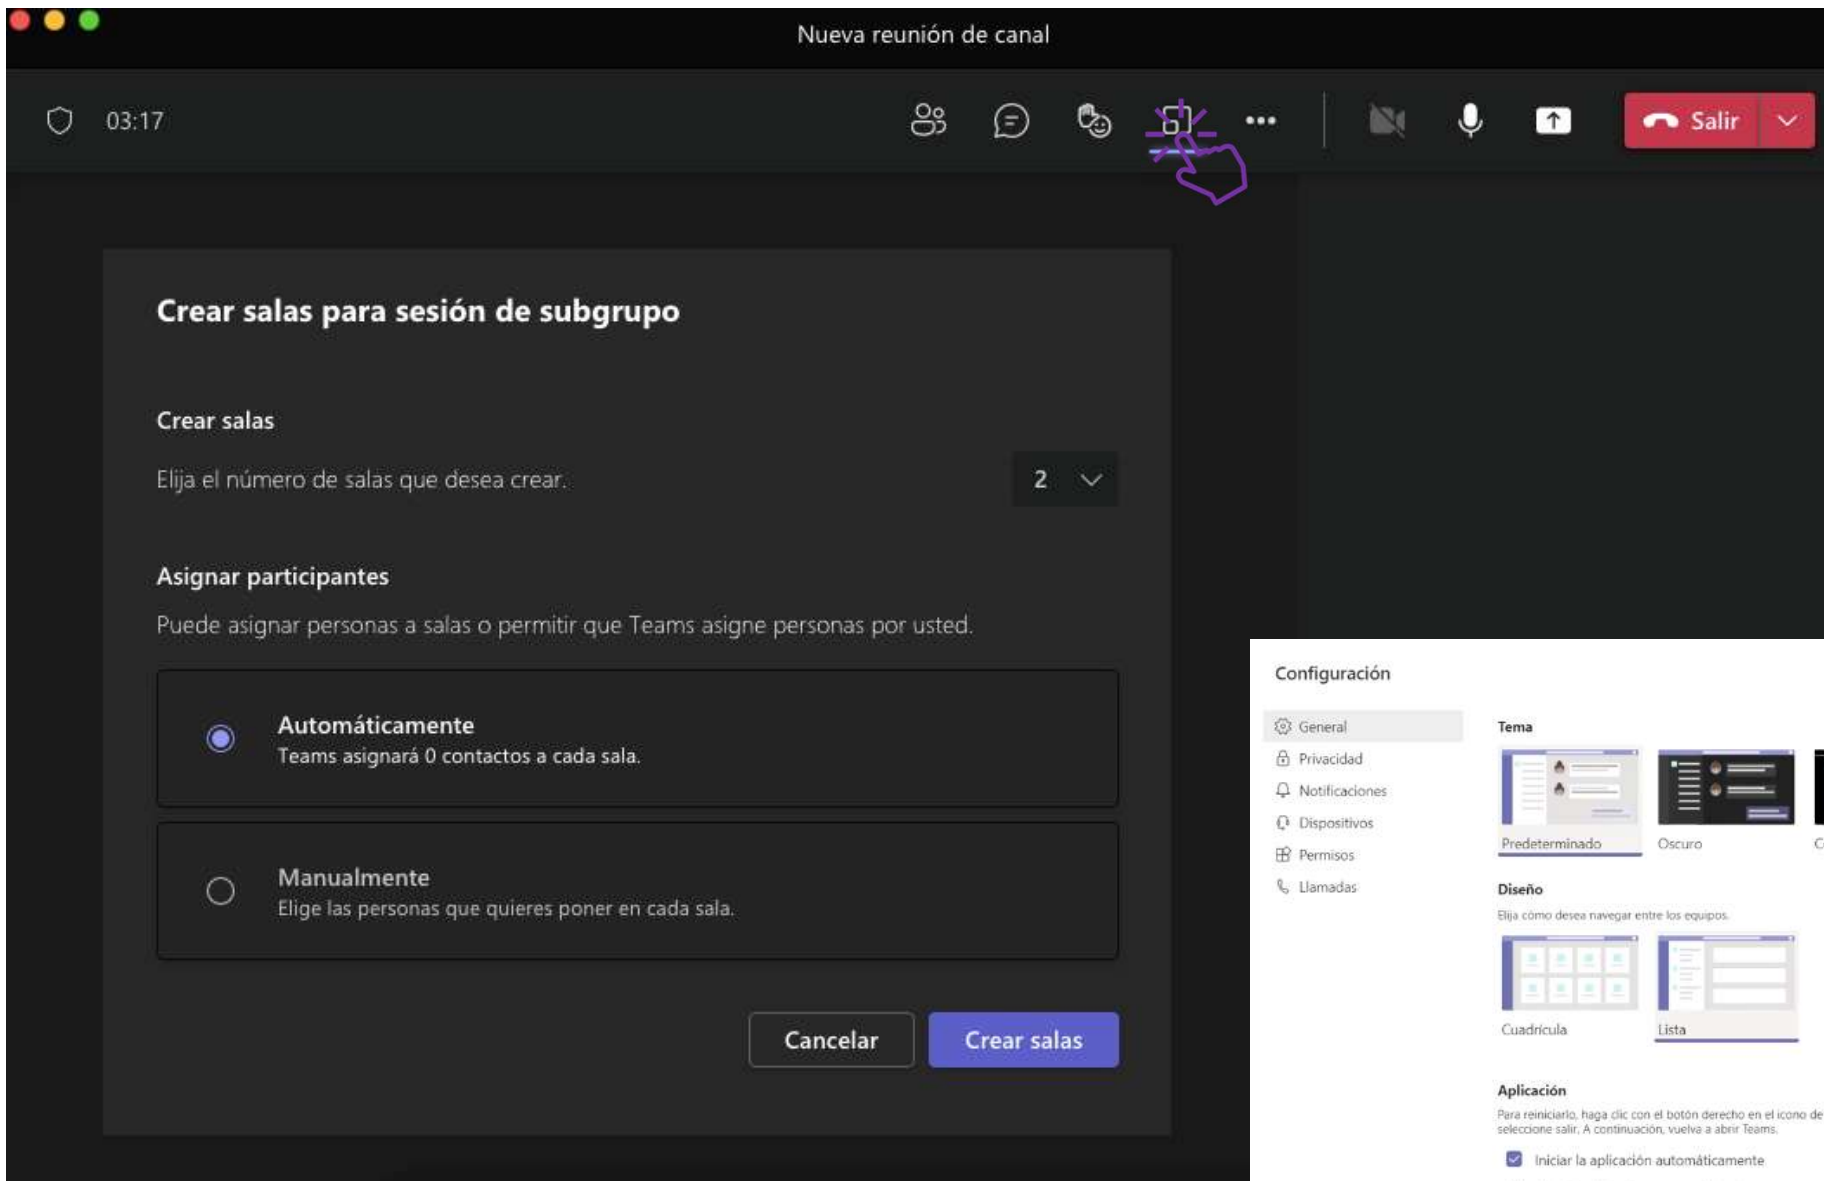 Nueva reunión de canal
03:17
Salir
Crear salas para sesión de subgrupo
Crear salas
Elija el número de salas que desea crear.
2
Asignar participantes
Puede asignar personas a salas o permitir que Teams asigne personas por usted.
Automáticamente
Teams asignará 0 contactos a cada sala.
Manualmente
Elige las personas que quieres poner en cada sala.
Cancelar
Crear salas
Configuración
General
Privacidad
Notificaciones
Dispositivos
Permisos
Llamadas
Tema
Predeterminado
Oscuro
Diseño
Elija cómo desea navegar entre los equipos.
Cuadrícula
Lista
Aplicación
Para reiniciarlo, haga clic con el botón derecho en el icono de
seleccione salir. A continuación, vuelva a abrir Teams.
Iniciar la aplicación automáticamente